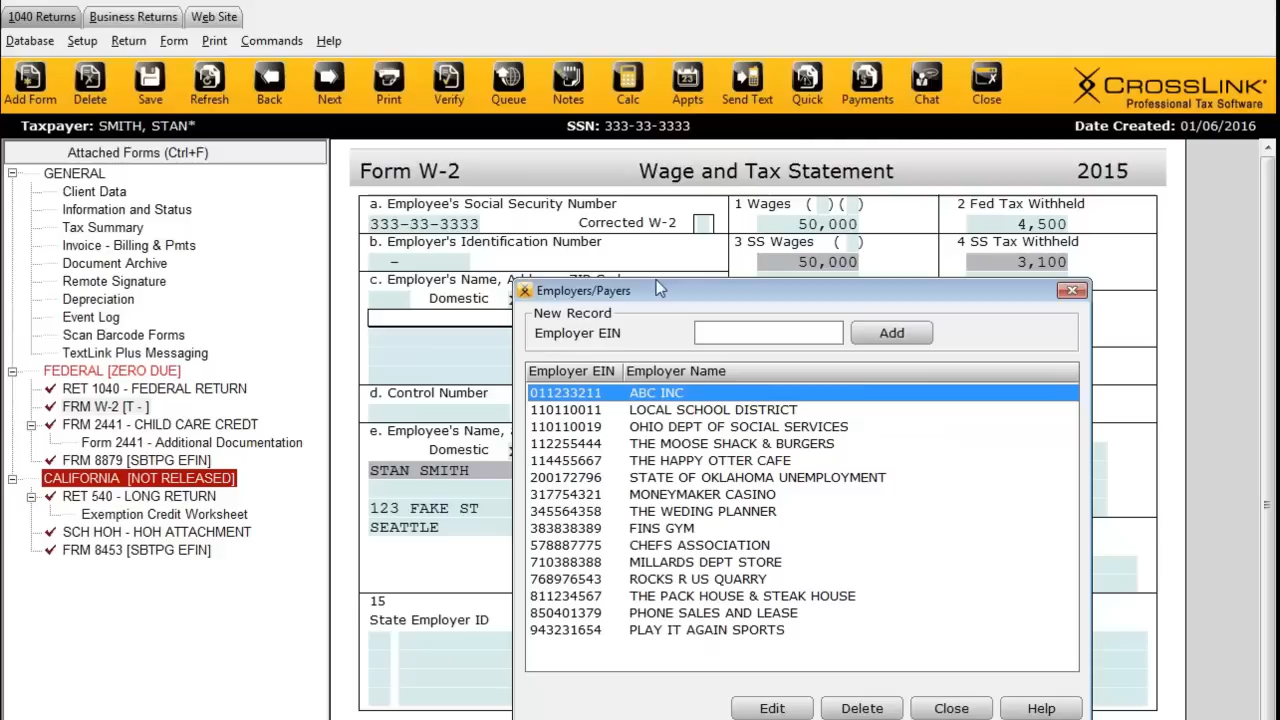 1040 Returns Business Returns Web Site
Database Setup Return Form Print Commands Help
Add Form Delete Save Refresh Back Next Print Verify Queue Notes Calc Appts Send Text Quick Payments Chat Close
CROSSLINK
Professional Tax Software
Taxpayer: SMITH, STAN* SSN: 333-33-3333 Date Created: 01/06/2016
Attached Forms (Ctrl+F)
GENERAL
Client Data
Information and Status
Tax Summary
Invoice - Billing & Pmts
Document Archive
Remote Signature
Depreciation
Event Log
Scan Barcode Forms
TextLink Plus Messaging
FEDERAL [ZERO DUE]
RET 1040 - FEDERAL RETURN
FRM W-2 [T - ]
FRM 2441 - CHILD CARE CREDT
Form 2441 - Additional Documentation
FRM 8879 [SBTPG EFIN]
CALIFORNIA [NOT RELEASED]
RET 540 - LONG RETURN
Exemption Credit Worksheet
SCH HOH - HOH ATTACHMENT
FRM 8453 [SBTPG EFIN]
Form W-2 Wage and Tax Statement 2015
a. Employee's Social Security Number
333-33-3333 Corrected W-2
1 Wages ( ) ( )
50,000
2 Fed Tax Withheld
4,500
b. Employer's Identification Number
-
3 SS Wages ( )
50,000
4 SS Tax Withheld
3,100
c. Employer's Name,
Domestic
d. Control Number
e. Employee's Name,
Domestic
STAN SMITH
123 FAKE ST
SEATTLE
15
State Employer ID
Employers/Payers
New Record
Employer EIN Add
Employer EIN Employer Name
011233211 ABC INC
110110011 LOCAL SCHOOL DISTRICT
110110019 OHIO DEPT OF SOCIAL SERVICES
112255444 THE MOOSE SHACK & BURGERS
114455667 THE HAPPY OTTER CAFE
200172796 STATE OF OKLAHOMA UNEMPLOYMENT
317754321 MONEYMAKER CASINO
345564358 THE WEDING PLANNER
383838389 FINS GYM
578887775 CHEFS ASSOCIATION
710388388 MILLARDS DEPT STORE
768976543 ROCKS R US QUARRY
811234567 THE PACK HOUSE & STEAK HOUSE
850401379 PHONE SALES AND LEASE
943231654 PLAY IT AGAIN SPORTS
Edit Delete Close Help